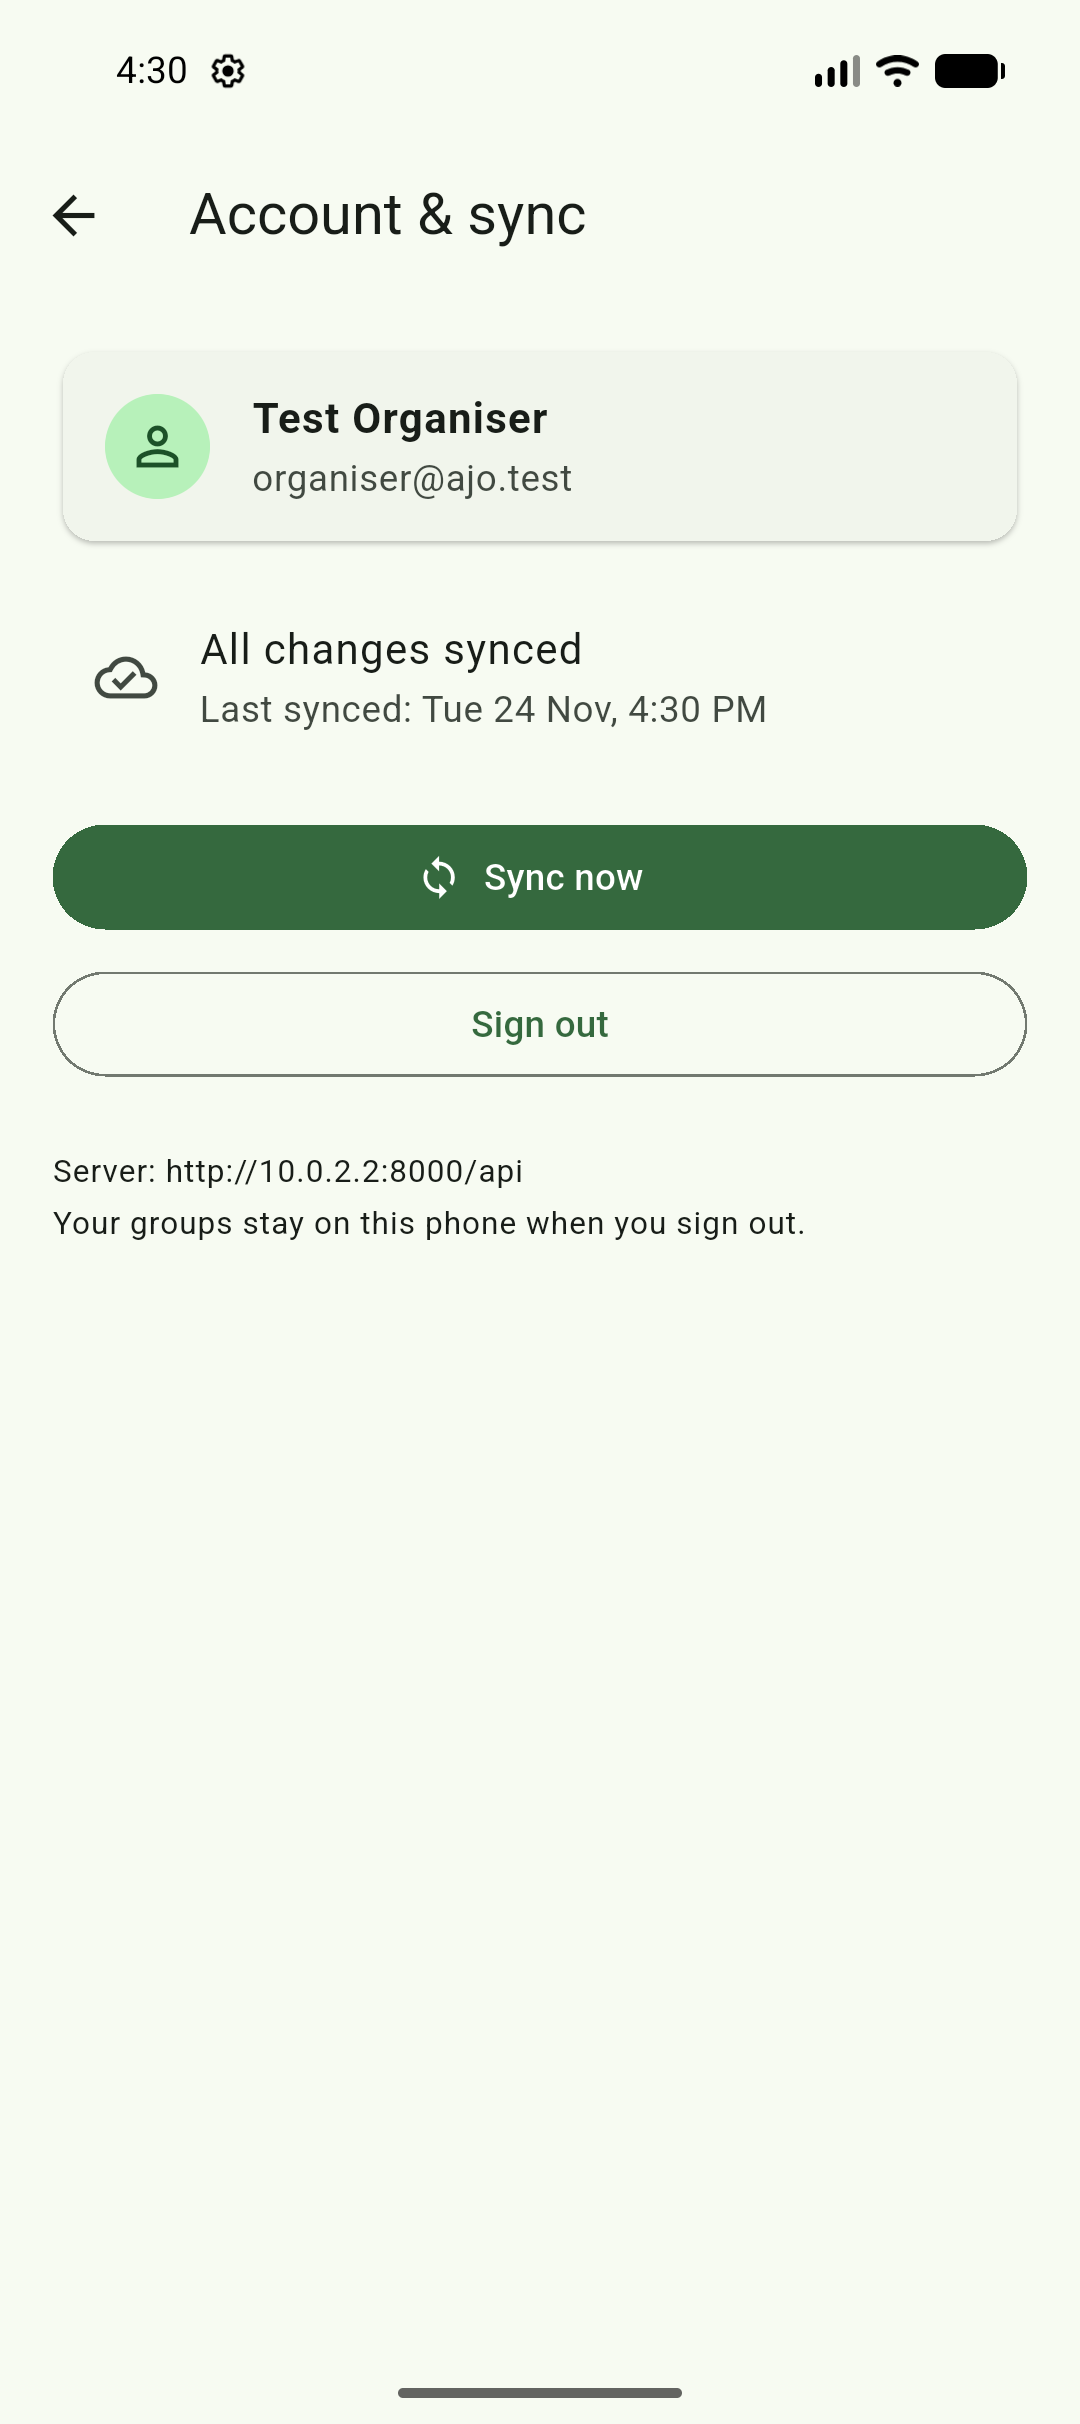 4:30
Account & sync
Test Organiser
organiser@ajo.test
All changes synced
Last synced: Tue 24 Nov, 4:30 PM
Sync now
Sign out
Server: http://10.0.2.2:8000/api
Your groups stay on this phone when you sign out.